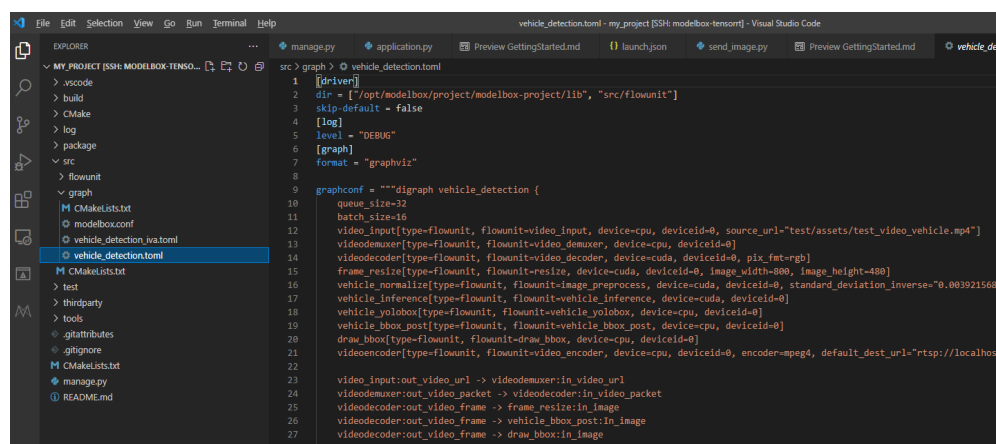 File Edit Selection View Go Run Terminal Help
vehicle_detection.toml - my_project [SSH: modelbox-tensorrt] - Visual Studio Code
EXPLORER
manage.py
application.py
Preview GettingStarted.md
launch.json
send_image.py
Preview GettingStarted.md
MY_PROJECT [SSH: MODELBOX-TENSO...
.vscode
build
CMake
log
package
src
flowunit
graph
CMakeLists.txt
modelbox.conf
vehicle_detection_iva.toml
vehicle_detection.toml
CMakeLists.txt
test
thirdparty
tools
.gitattributes
.gitignore
CMakeLists.txt
manage.py
README.md
src > graph > vehicle_detection.toml
1 [driver]
2 dir = ["/opt/modelbox/project/modelbox-project/lib", "src/flowunit"]
3 skip-default = false
4 [log]
5 level = "DEBUG"
6 [graph]
7 format = "graphviz"
8
9 graphconf = """digraph vehicle_detection {
10 queue_size=32
11 batch_size=16
12 video_input[type=flowunit, flowunit=video_input, device=cpu, deviceid=0, source_url="test/assets/test_video_vehicle.mp4"]
13 videodemuxer[type=flowunit, flowunit=video_demuxer, device=cpu, deviceid=0]
14 videodecoder[type=flowunit, flowunit=video_decoder, device=cuda, deviceid=0, pix_fmt=rgb]
15 frame_resize[type=flowunit, flowunit=resize, device=cuda, deviceid=0, image_width=800, image_height=480]
16 vehicle_normalize[type=flowunit, flowunit=image_preprocess, device=cuda, deviceid=0, standard_deviation_inverse="0.003921568
17 vehicle_inference[type=flowunit, flowunit=vehicle_inference, device=cuda, deviceid=0]
18 vehicle_yolobox[type=flowunit, flowunit=vehicle_yolobox, device=cpu, deviceid=0]
19 vehicle_bbox_post[type=flowunit, flowunit=vehicle_bbox_post, device=cpu, deviceid=0]
20 draw_bbox[type=flowunit, flowunit=draw_bbox, device=cpu, deviceid=0]
21 videoencoder[type=flowunit, flowunit=video_encoder, device=cpu, deviceid=0, encoder=mpeg4, default_dest_url="rtsp://localhos
22
23 video_input:out_video_url -> videodemuxer:in_video_url
24 videodemuxer:out_video_packet -> videodecoder:in_video_packet
25 videodecoder:out_video_frame -> frame_resize:in_image
26 videodecoder:out_video_frame -> vehicle_bbox_post:In_image
27 videodecoder:out_video_frame -> draw_bbox:in_image